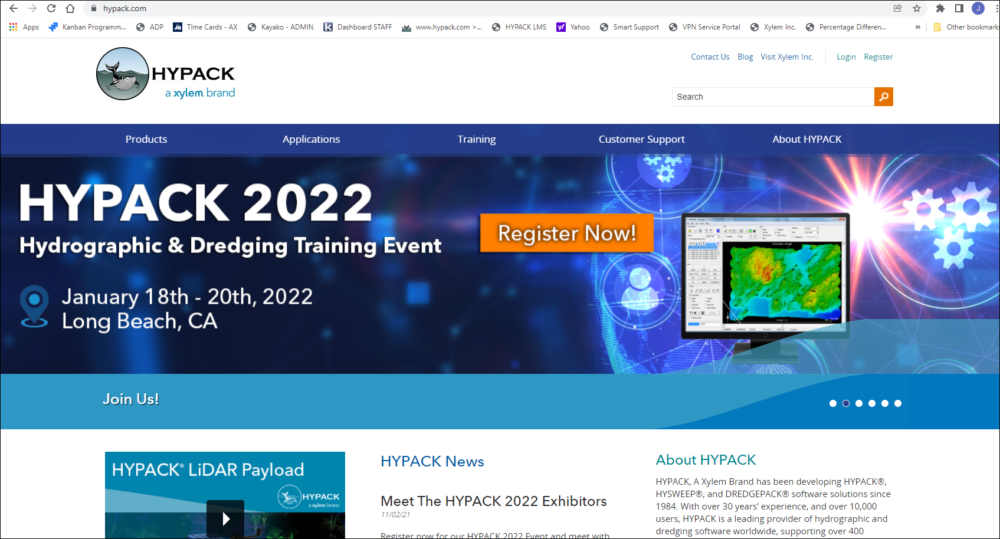 hypack.com
J
Apps
Kanban Programm...
ADP
TIme Cards - AX
Kayako - ADMIN
Dashboard STAFF
www.hypack.com >...
HYPACK LMS
Yahoo
Smart Support
VPN Service Portal
Xylem Inc.
Percentage Differen...
»
Other bookmarks
HYPACK
a xylem brand
Contact Us
Blog
Visit Xylem Inc.
Login
Register
Search
Products
Applications
Training
Customer Support
About HYPACK
HYPACK 2022
Hydrographic & Dredging Training Event
Register Now!
January 18th - 20th, 2022
Long Beach, CA
Join Us!
HYPACK® LiDAR Payload
HYPACK
a xylem brand
HYPACK News
Meet The HYPACK 2022 Exhibitors
11/02/21
Register now for our HYPACK 2022 Event and meet with
About HYPACK
HYPACK, A Xylem Brand has been developing HYPACK®,
HYSWEEP®, and DREDGEPACK® software solutions since
1984. With over 30 years’ experience, and over 10,000
users, HYPACK is a leading provider of hydrographic and
dredging software worldwide, supporting over 400